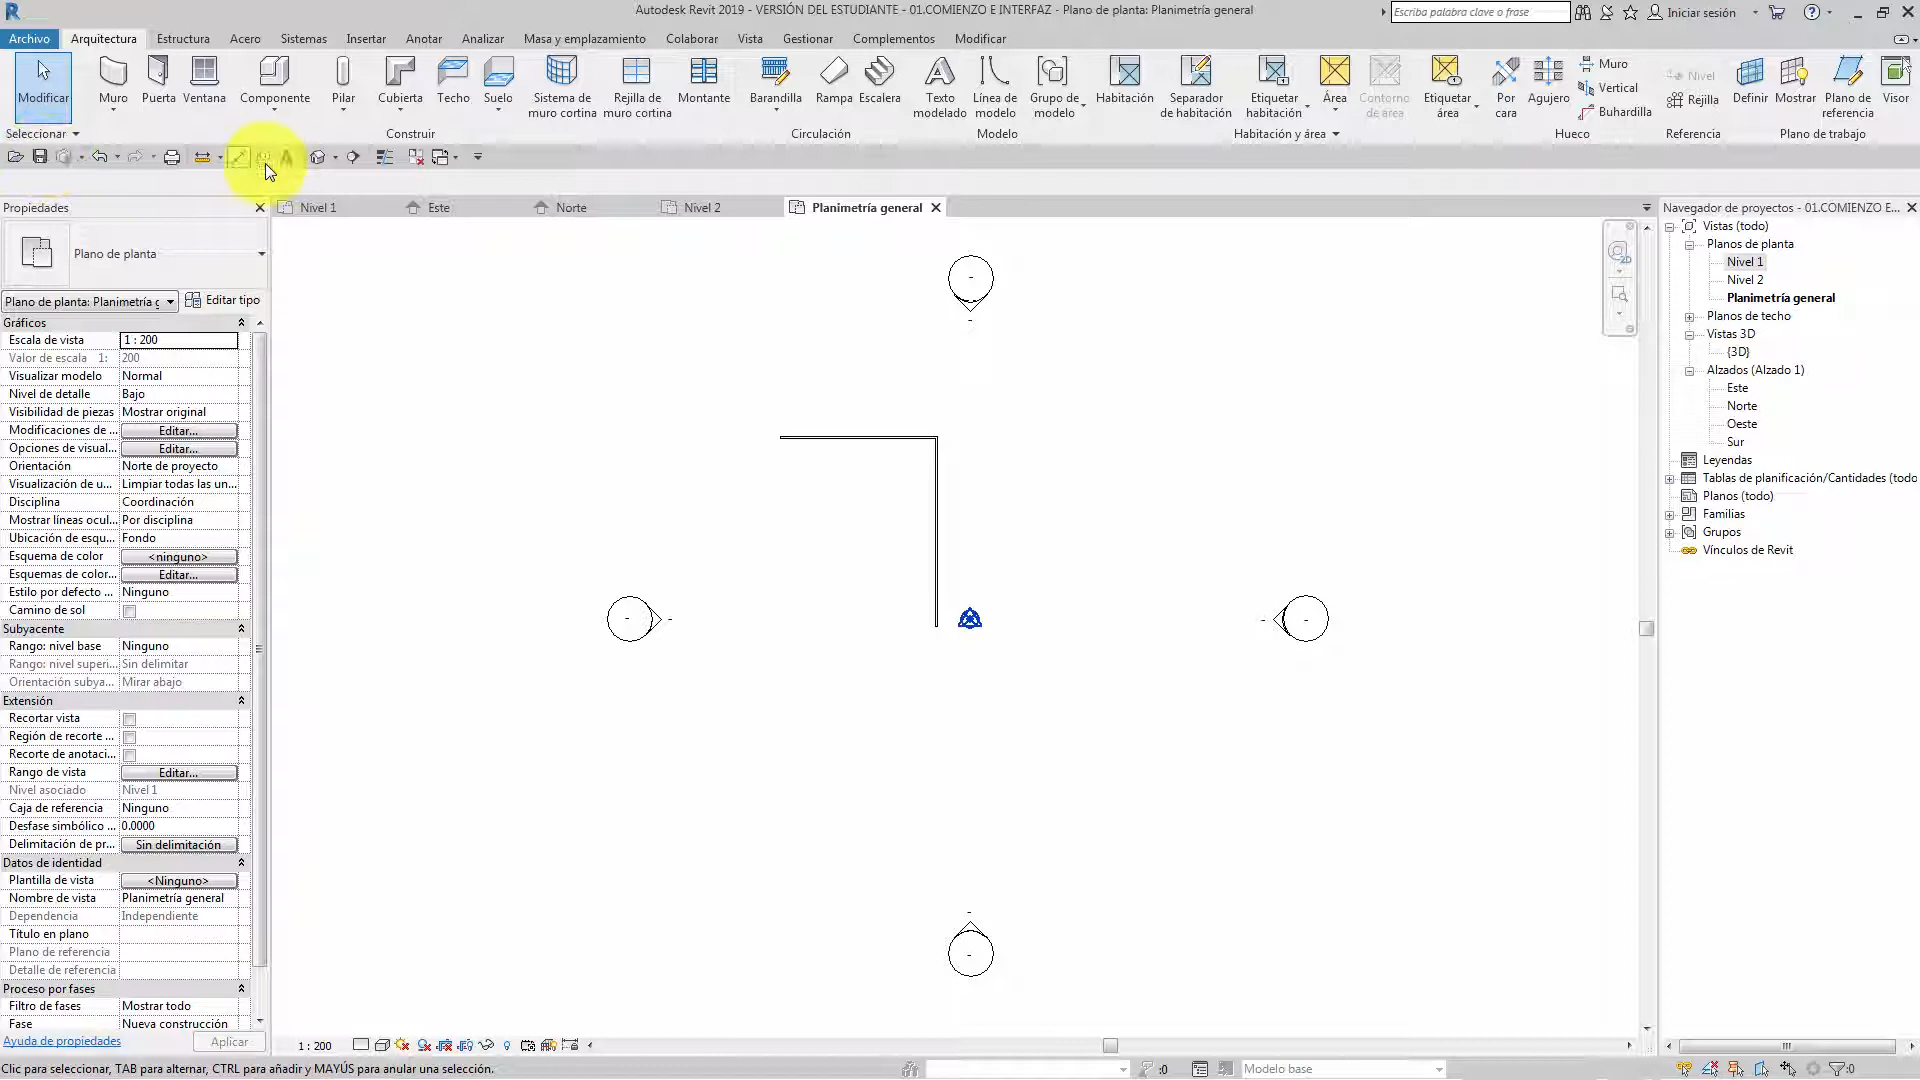 Autodesk Revit 2019 - VERSIÓN DEL ESTUDIANTE - 01.COMIENZO E INTERFAZ - Plano de planta: Planimetría general
Escriba palabra clave o frase
Iniciar sesión
Archivo Arquitectura Estructura Acero Sistemas Insertar Anotar Analizar Masa y emplazamiento Colaborar Vista Gestionar Complementos Modificar
Modificar
Muro
Puerta
Ventana
Componente
Pilar
Cubierta
Techo
Suelo
Sistema de muro cortina
Rejilla de muro cortina
Montante
Barandilla
Rampa
Escalera
Texto modelado
Línea de modelo
Grupo de modelo
Habitación
Separador de habitación
Etiquetar habitación
Área
Contorno de área
Etiquetar área
Por cara
Agujero
Muro
Vertical
Buhardilla
Nivel
Rejilla
Definir
Mostrar
Plano de referencia
Visor
Seleccionar
Construir
Circulación
Modelo
Habitación y área
Hueco
Referencia
Plano de trabajo
Propiedades
Nivel 1
Este
Norte
Nivel 2
Planimetría general
Plano de planta
Plano de planta: Planimetría g
Editar tipo
Gráficos
Escala de vista 1 : 200
Valor de escala 1: 200
Visualizar modelo Normal
Nivel de detalle Bajo
Visibilidad de piezas Mostrar original
Modificaciones de ... Editar...
Opciones de visual... Editar...
Orientación Norte de proyecto
Visualización de u... Limpiar todas las un...
Disciplina Coordinación
Mostrar líneas ocul... Por disciplina
Ubicación de esqu... Fondo
Esquema de color <ninguno>
Esquemas de color... Editar...
Estilo por defecto ... Ninguno
Camino de sol
Subyacente
Rango: nivel base Ninguno
Rango: nivel superi... Sin delimitar
Orientación subya... Mirar abajo
Extensión
Recortar vista
Región de recorte ...
Recorte de anotaci...
Rango de vista Editar...
Nivel asociado Nivel 1
Caja de referencia Ninguno
Desfase simbólico ... 0.0000
Delimitación de pr... Sin delimitación
Datos de identidad
Plantilla de vista <Ninguno>
Nombre de vista Planimetría general
Dependencia Independiente
Título en plano
Plano de referencia
Detalle de referencia
Proceso por fases
Filtro de fases Mostrar todo
Fase Nueva construcción
Ayuda de propiedades
Aplicar
2D
Navegador de proyectos - 01.COMIENZO E...
Vistas (todo)
Planos de planta
Nivel 1
Nivel 2
Planimetría general
Planos de techo
Vistas 3D
{3D}
Alzados (Alzado 1)
Este
Norte
Oeste
Sur
Leyendas
Tablas de planificación/Cantidades (todo
Planos (todo)
Familias
Grupos
Vínculos de Revit
1 : 200
Clic para seleccionar, TAB para alternar, CTRL para añadir y MAYÚS para anular una selección.
:0
Modelo base
:0